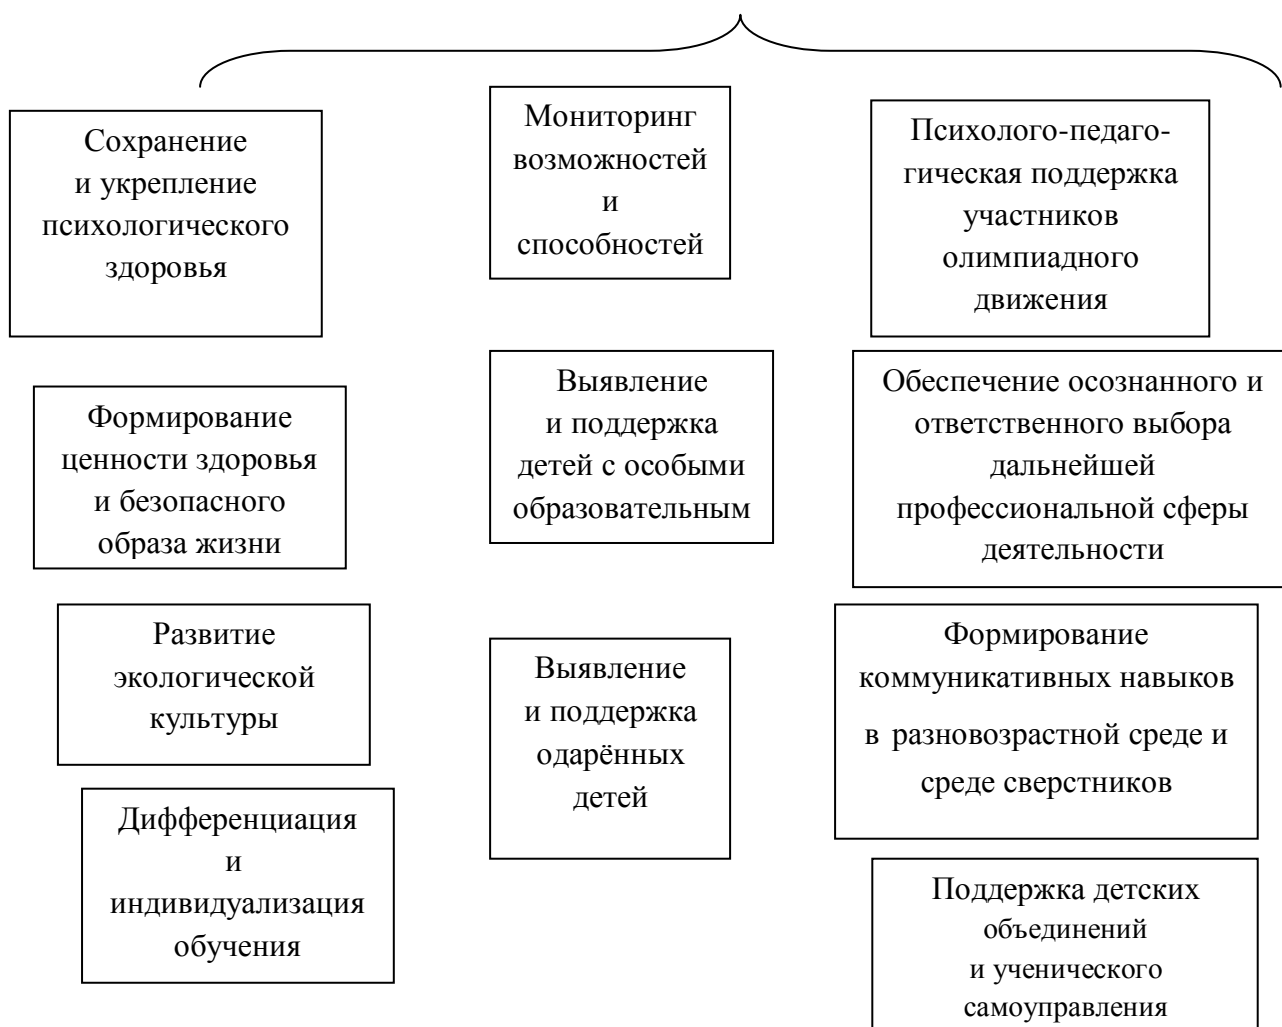 Сохранение
и укрепление
психологического
здоровья
Формирование
ценности здоровья
и безопасного
образа жизни
Развитие
экологической
культуры
Дифференциация
и
индивидуализация
обучения
Мониторинг
возможностей
и
способностей
Выявление
и поддержка
детей с особыми
образовательным
Выявление
и поддержка
одарённых
детей
Психолого-педаго-
гическая поддержка
участников
олимпиадного
движения
Обеспечение осознанного и
ответственного выбора
дальнейшей
профессиональной сферы
деятельности
Формирование
коммуникативных навыков
в разновозрастной среде и
среде сверстников
Поддержка детских
объединений
и ученического
самоуправления